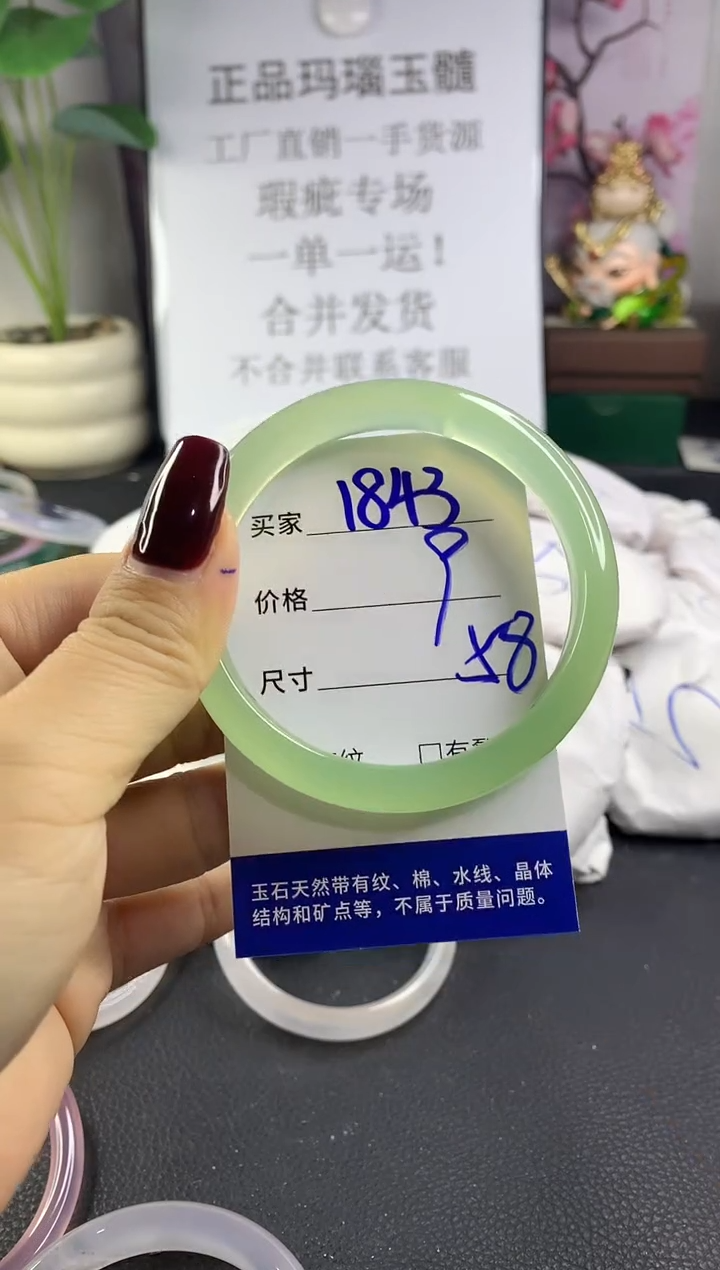 正品玛瑙玉髓
工厂直销一手货源
瑕疵专场
一单一运！
合并发货
不合并联系客服
买家 1843
价格 9
尺寸 58
纹 □有
玉石天然带有纹、棉、水线、晶体
结构和矿点等，不属于质量问题。